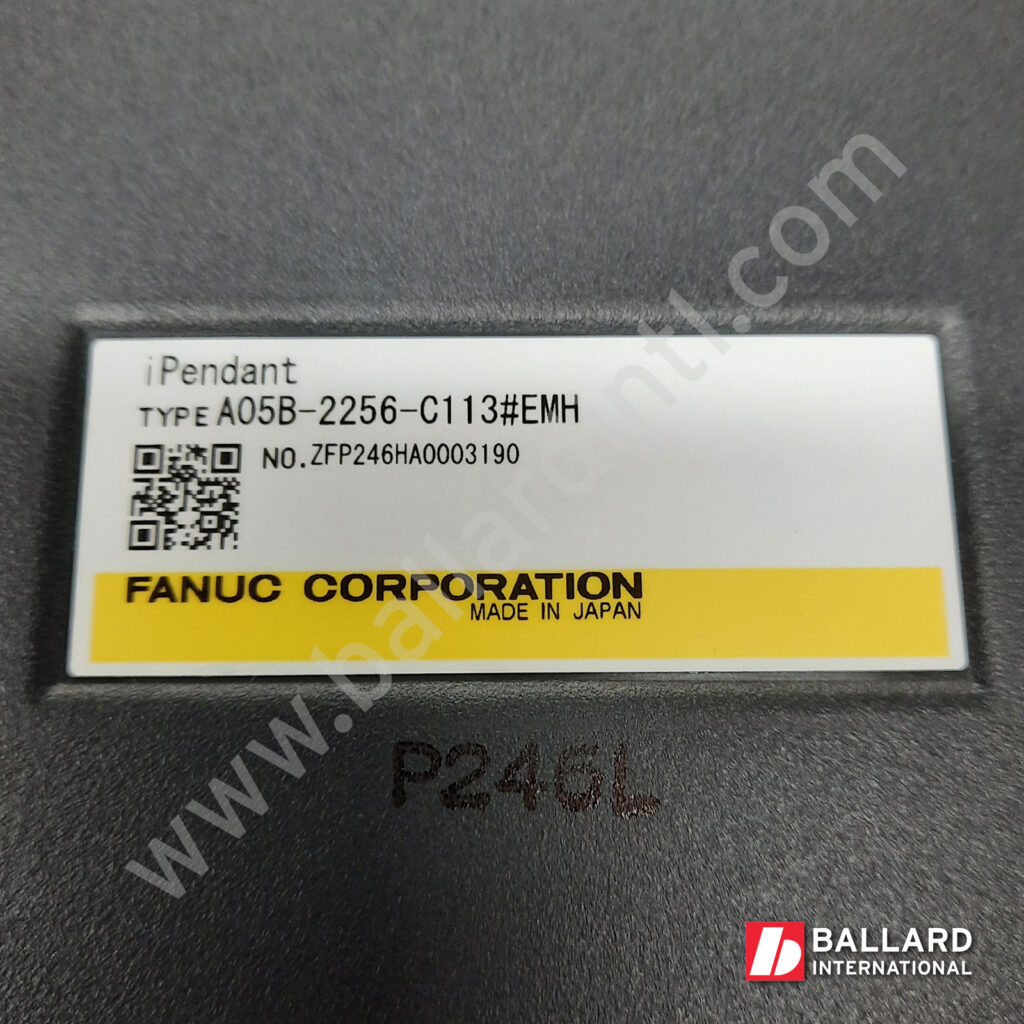 iPendant
TYPE A05B-2256-C113#EMH
NO.ZFP246HA0003190
FANUC CORPORATION
MADE IN JAPAN
P246L
www.ballardintl.com
BALLARD
INTERNATIONAL